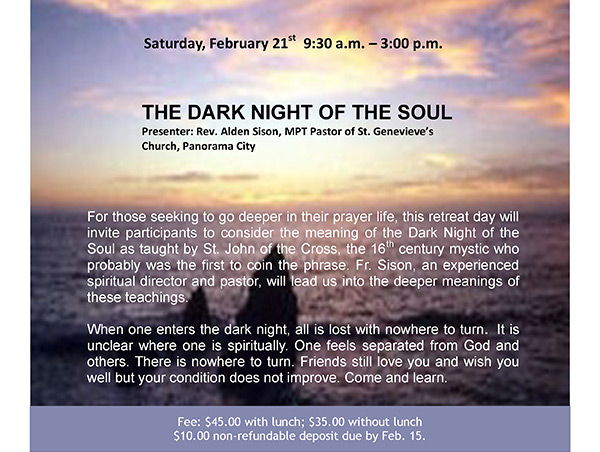 Saturday, February 21st  9:30 a.m. – 3:00 p.m.
THE DARK NIGHT OF THE SOUL
Presenter: Rev. Alden Sison, MPT Pastor of St. Genevieve's
Church, Panorama City
For those seeking to go deeper in their prayer life, this retreat day will
invite participants to consider the meaning of the Dark Night of the
Soul as taught by St. John of the Cross, the 16th century mystic who
probably was the first to coin the phrase. Fr. Sison, an experienced
spiritual director and pastor, will lead us into the deeper meanings of
these teachings.
When one enters the dark night, all is lost with nowhere to turn.  It is
unclear where one is spiritually. One feels separated from God and
others. There is nowhere to turn. Friends still love you and wish you
well but your condition does not improve. Come and learn.
Fee: $45.00 with lunch; $35.00 without lunch
$10.00 non-refundable deposit due by Feb. 15.